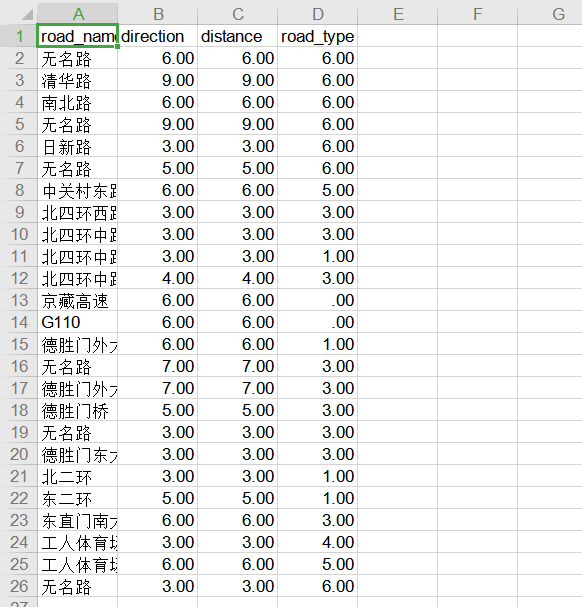 A B C D E F G
1 road_name direction distance road_type
2 无名路 6.00 6.00 6.00
3 清华路 9.00 9.00 6.00
4 南北路 6.00 6.00 6.00
5 无名路 9.00 9.00 6.00
6 日新路 3.00 3.00 6.00
7 无名路 5.00 5.00 6.00
8 中关村东路 6.00 6.00 5.00
9 北四环西路 3.00 3.00 3.00
10 北四环中路 3.00 3.00 3.00
11 北四环中路 3.00 3.00 1.00
12 北四环中路 4.00 4.00 3.00
13 京藏高速 6.00 6.00 .00
14 G110 6.00 6.00 .00
15 德胜门外大 6.00 6.00 1.00
16 无名路 7.00 7.00 3.00
17 德胜门外大 7.00 7.00 3.00
18 德胜门桥 5.00 5.00 3.00
19 无名路 3.00 3.00 3.00
20 德胜门东大 3.00 3.00 3.00
21 北二环 3.00 3.00 1.00
22 东二环 5.00 5.00 1.00
23 东直门南大 6.00 6.00 3.00
24 工人体育场 3.00 3.00 4.00
25 工人体育场 6.00 6.00 5.00
26 无名路 3.00 3.00 6.00